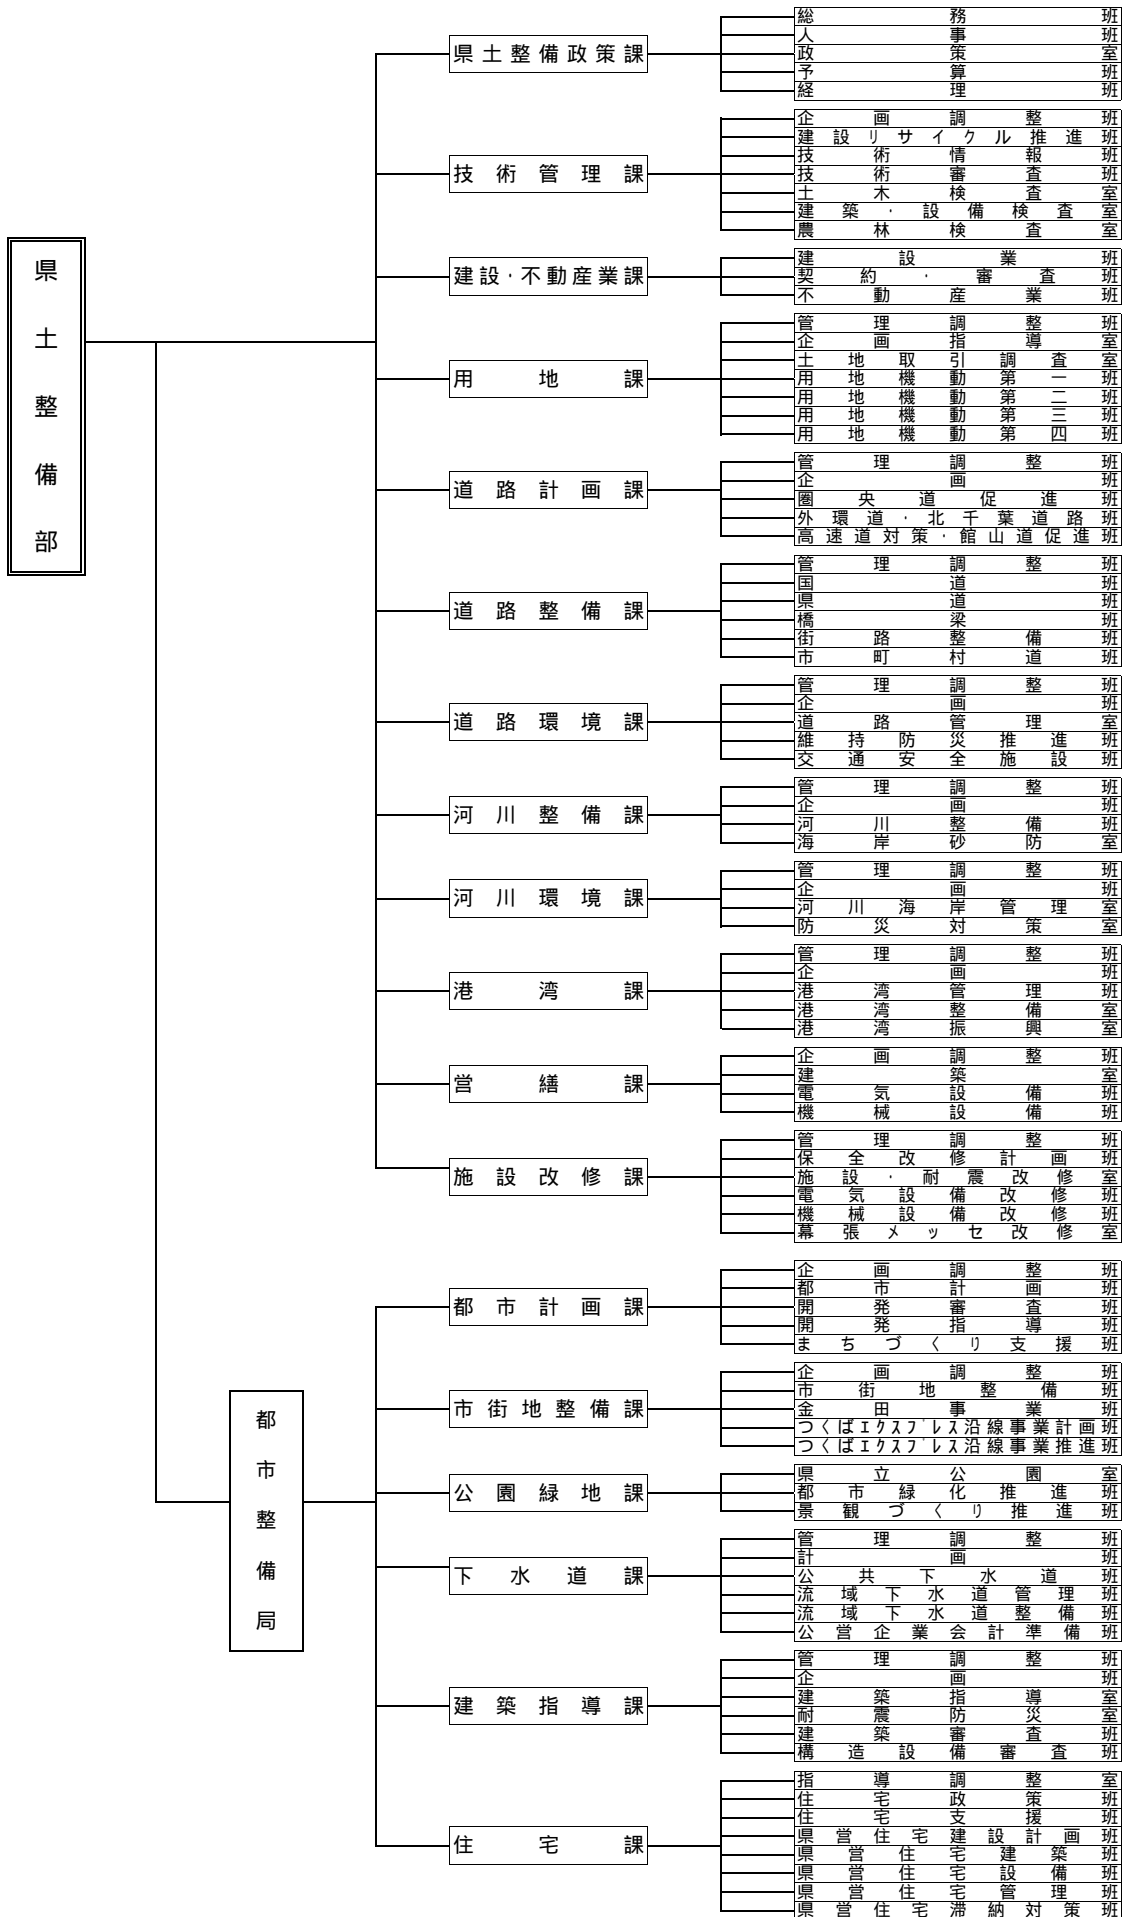 県土整備部
県土整備政策課
総務班
人事班
政策室
予算班
経理班
技術管理課
企画調整班
建設リサイクル推進班
技術情報班
技術審査班
土木検査室
建築・設備検査室
農林検査室
建設・不動産業課
建設業班
契約・審査班
不動産業班
用地課
管理調整班
企画指導室
土地取引調査室
用地機動第一班
用地機動第二班
用地機動第三班
用地機動第四班
道路計画課
管理調整班
企画班
圏央道促進班
外環道・北千葉道路班
高速道対策・館山道促進班
道路整備課
管理調整班
国道班
県道班
橋梁班
街路整備班
市町村道班
道路環境課
管理調整班
企画班
道路管理室
維持防災推進班
交通安全施設班
河川整備課
管理調整班
企画班
河川整備班
海岸砂防室
河川環境課
管理調整班
企画班
河川海岸管理室
防災対策室
港湾課
管理調整班
企画班
港湾管理班
港湾整備室
港湾振興室
営繕課
企画調整班
建築室
電気設備班
機械設備班
施設改修課
管理調整班
保全改修計画班
施設・耐震改修室
電気設備改修班
機械設備改修班
幕張メッセ改修室
都市整備局
都市計画課
企画調整班
都市計画班
開発審査班
開発指導班
まちづくり支援班
市街地整備課
企画調整班
市街地整備班
金田事業班
つくばエクスプレス沿線事業計画班
つくばエクスプレス沿線事業推進班
公園緑地課
県立公園室
都市緑化推進班
景観づくり推進班
下水道課
管理調整班
計画班
公共下水道班
流域下水道管理班
流域下水道整備班
公営企業会計準備班
建築指導課
管理調整班
企画班
建築指導室
耐震防災室
建築審査班
構造設備審査班
住宅課
指導調整室
住宅政策班
住宅支援班
県営住宅建設計画班
県営住宅建築班
県営住宅設備班
県営住宅管理班
県営住宅滞納対策班